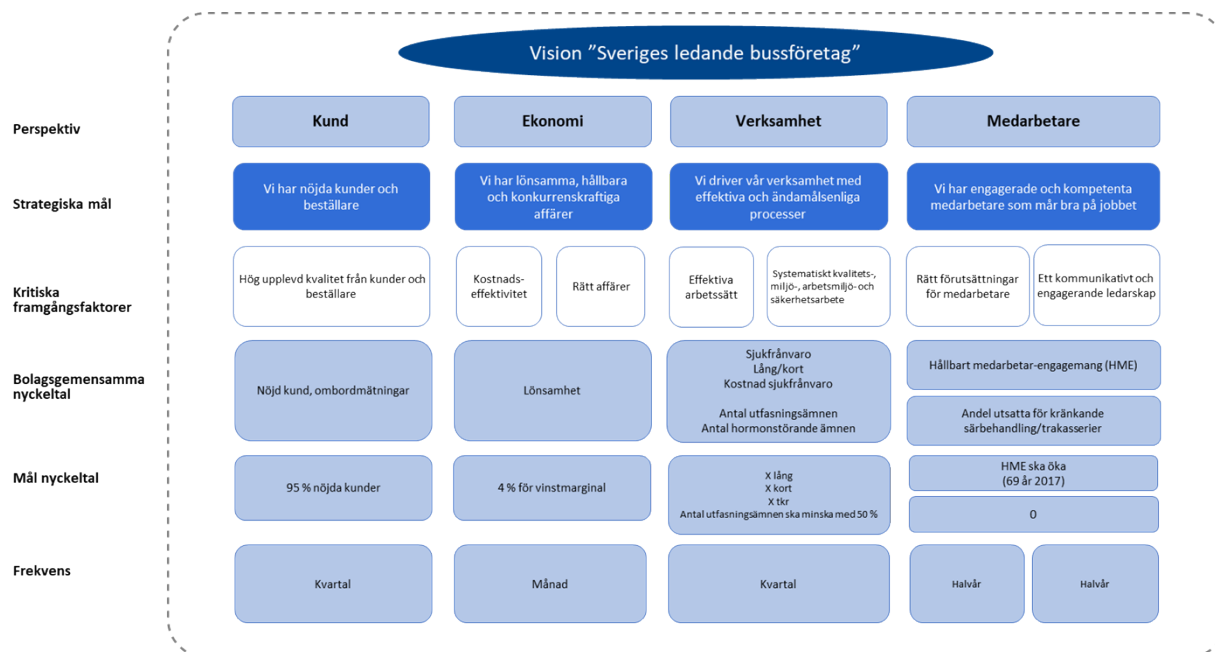 Vision ”Sveriges ledande bussföretag”
Perspektiv
Kund
Ekonomi
Verksamhet
Medarbetare
Strategiska mål
Vi har nöjda kunder och
beställare
Vi har lönsamma, hållbara
och konkurrenskraftiga
affärer
Vi driver vår verksamhet med
effektiva och ändamålsenliga
processer
Vi har engagerade och kompetenta
medarbetare som mår bra på jobbet
Kritiska
framgångsfaktorer
Hög upplevd kvalitet från kunder och
beställare
Kostnads-
effektivitet
Rätt affärer
Effektiva
arbetssätt
Systematiskt kvalitets-,
miljö-, arbetsmiljö- och
säkerhetsarbete
Rätt förutsättningar
för medarbetare
Ett kommunikativt och
engagerande ledarskap
Bolagsgemensamma
nyckeltal
Nöjd kund, ombordmätningar
Lönsamhet
Sjukfrånvaro
Lång/kort
Kostnad sjukfrånvaro
Antal utfasningsämnen
Antal hormonstörande ämnen
Hållbart medarbetar-engagemang (HME)
Andel utsatta för kränkande
särbehandling/trakasserier
Mål nyckeltal
95 % nöjda kunder
4 % för vinstmarginal
X lång
X kort
X tkr
Antal utfasningsämnen ska minska med 50 %
HME ska öka
(69 år 2017)
0
Frekvens
Kvartal
Månad
Kvartal
Halvår
Halvår